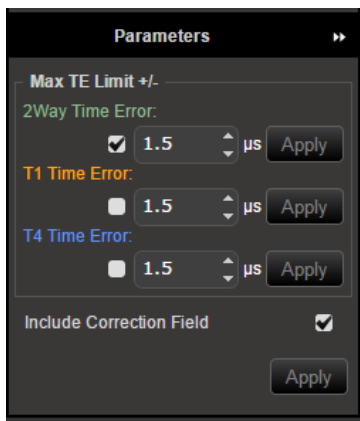 Parameters
Max TE Limit +/-
2Way Time Error:
1.5 µs Apply
T1 Time Error:
1.5 µs Apply
T4 Time Error:
1.5 µs Apply
Include Correction Field
Apply